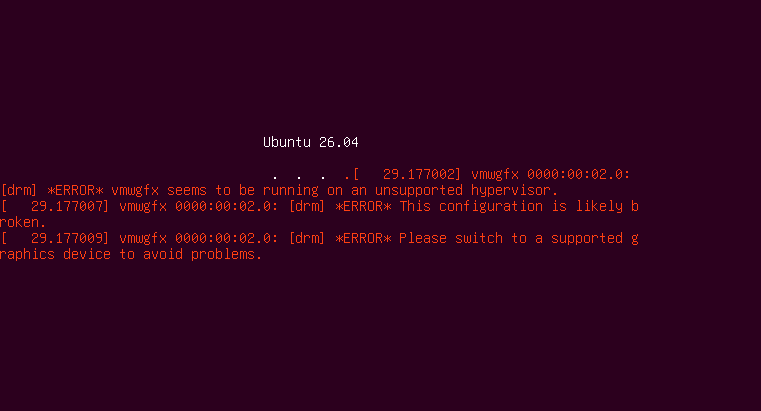 Ubuntu 26.04
. . . .[   29.177002] vmwgfx 0000:00:02.0:
[drm] *ERROR* vmwgfx seems to be running on an unsupported hypervisor.
[   29.177007] vmwgfx 0000:00:02.0: [drm] *ERROR* This configuration is likely b
roken.
[   29.177009] vmwgfx 0000:00:02.0: [drm] *ERROR* Please switch to a supported g
raphics device to avoid problems.